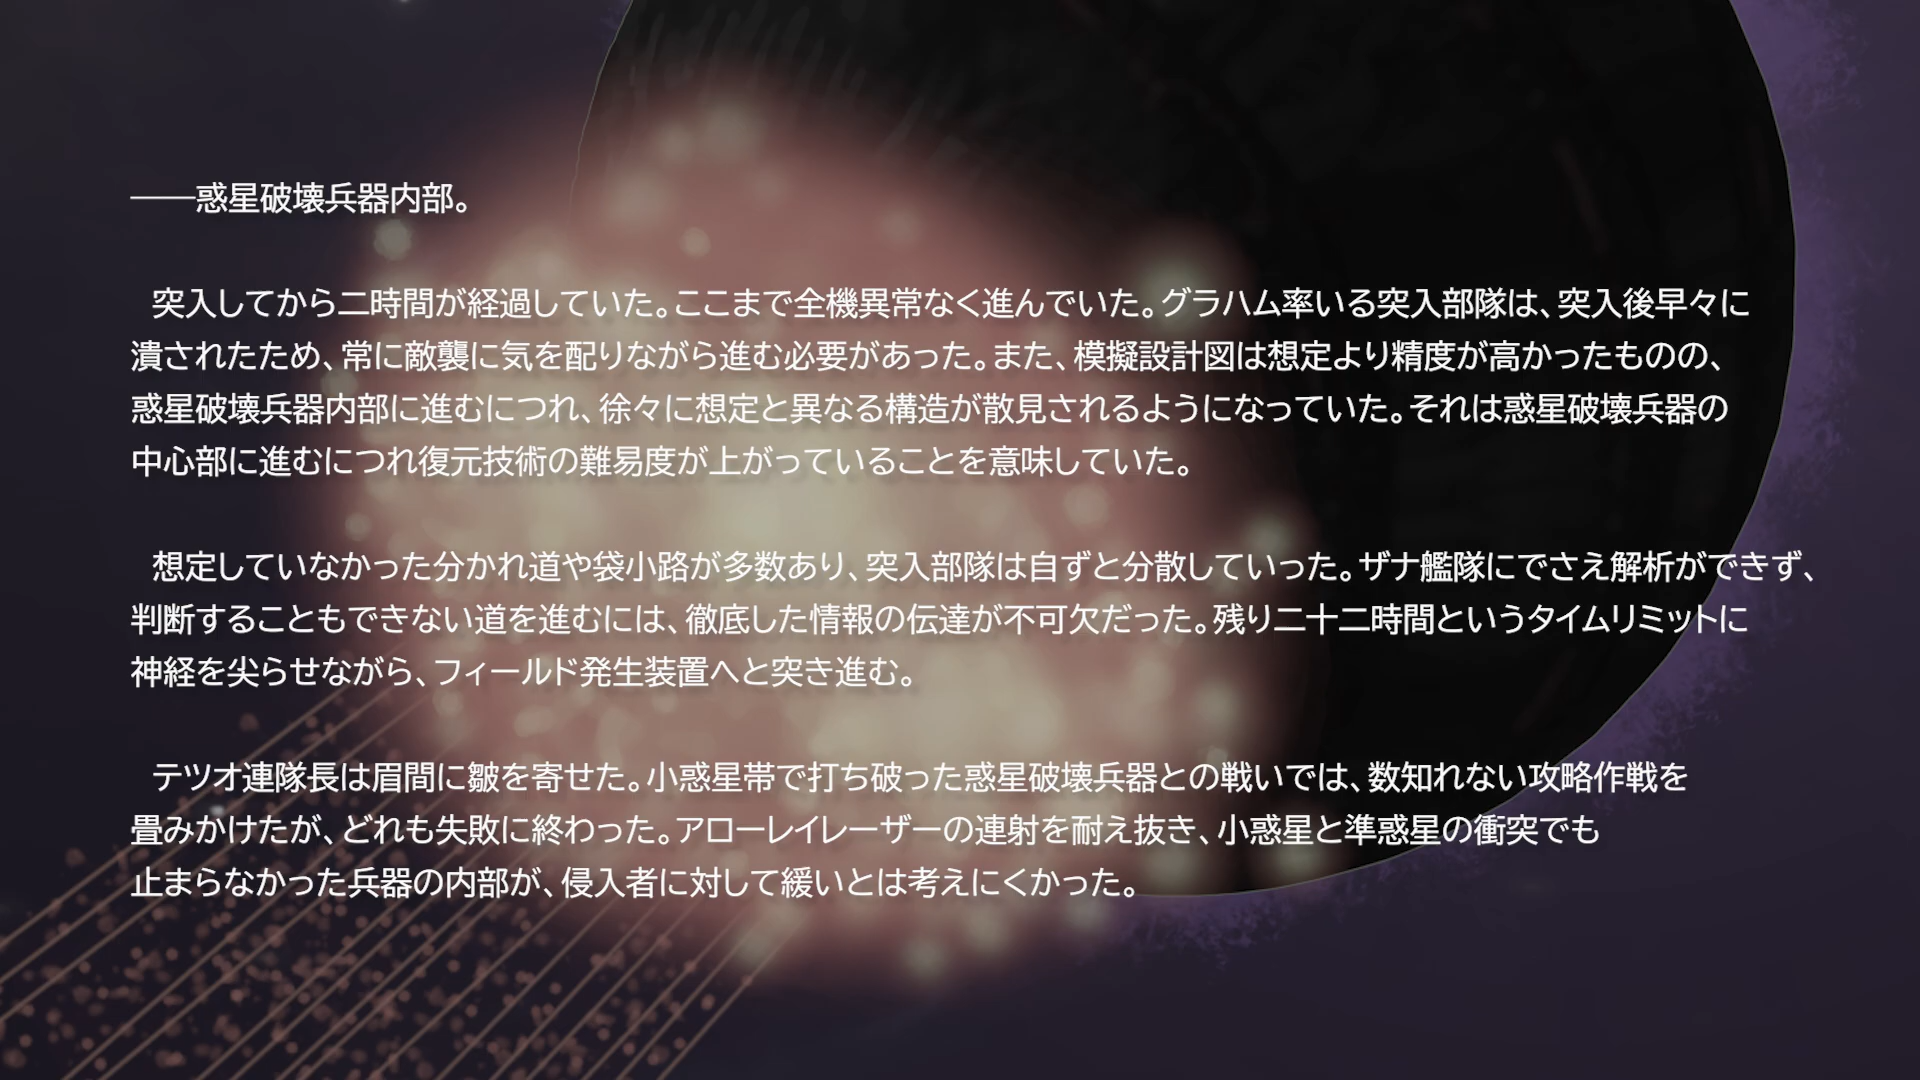 ――惑星破壊兵器内部。
突入してから二時間が経過していた。ここまで全機異常なく進んでいた。グラハム率いる突入部隊は、突入後早々に
潰されたため、常に敵襲に気を配りながら進む必要があった。また、模擬設計図は想定より精度が高かったものの、
惑星破壊兵器内部に進むにつれ、徐々に想定と異なる構造が散見されるようになっていた。それは惑星破壊兵器の
中心部に進むにつれ復元技術の難易度が上がっていることを意味していた。
想定していなかった分かれ道や袋小路が多数あり、突入部隊は自ずと分散していった。ザナ艦隊にでさえ解析ができず、
判断することもできない道を進むには、徹底した情報の伝達が不可欠だった。残り二十二時間というタイムリミットに
神経を尖らせながら、フィールド発生装置へと突き進む。
テツオ連隊長は眉間に皺を寄せた。小惑星帯で打ち破った惑星破壊兵器との戦いでは、数知れない攻略作戦を
畳みかけたが、どれも失敗に終わった。アローレイレーザーの連射を耐え抜き、小惑星と準惑星の衝突でも
止まらなかった兵器の内部が、侵入者に対して緩いとは考えにくかった。